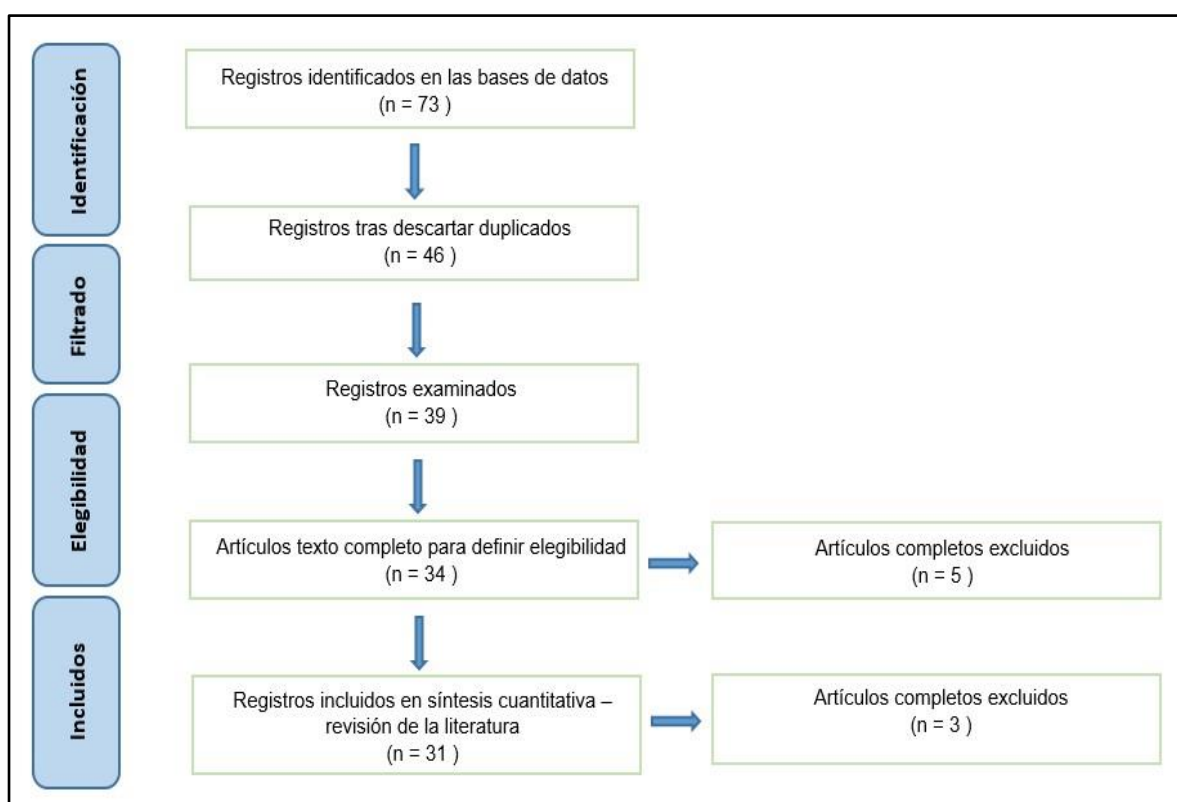 Identificación
Registros identificados en las bases de datos
(n = 73 )
Registros tras descartar duplicados
(n = 46 )
Filtrado
Registros examinados
(n = 39 )
Elegibilidad
Artículos texto completo para definir elegibilidad
(n = 34 )
Artículos completos excluidos
(n = 5 )
Incluidos
Registros incluidos en síntesis cuantitativa –
revisión de la literatura
(n = 31 )
Artículos completos excluidos
(n = 3 )